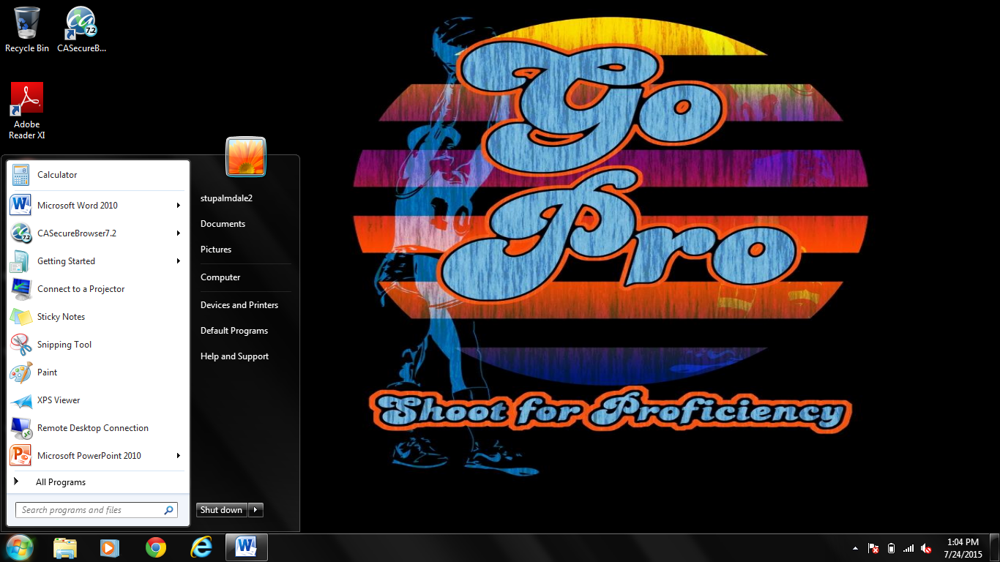 Recycle Bin
CASecureB...
Adobe
Reader XI
Calculator
Microsoft Word 2010
CASecureBrowser7.2
Getting Started
Connect to a Projector
Sticky Notes
Snipping Tool
Paint
XPS Viewer
Remote Desktop Connection
Microsoft PowerPoint 2010
All Programs
Search programs and files
stupalmdale2
Documents
Pictures
Computer
Devices and Printers
Default Programs
Help and Support
Shut down
Go
Pro
Shoot for Proficiency
1:04 PM
7/24/2015